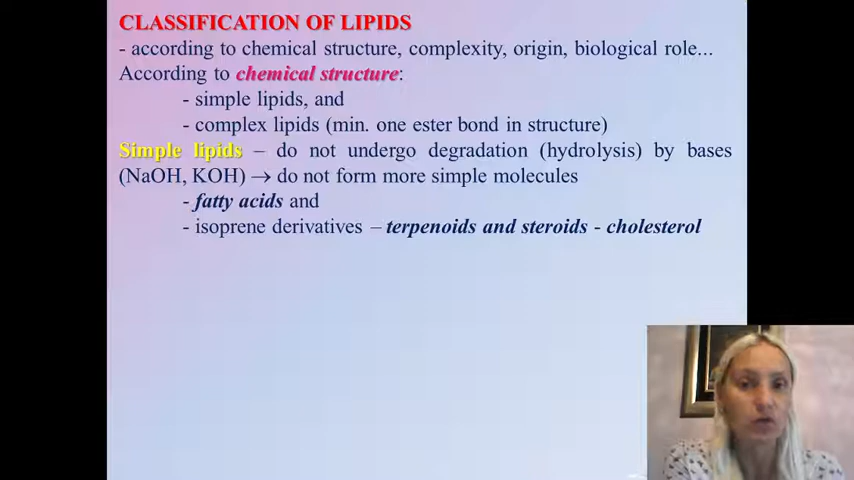 CLASSIFICATION OF LIPIDS
- according to chemical structure, complexity, origin, biological role...
According to chemical structure:
- simple lipids, and
- complex lipids (min. one ester bond in structure)
Simple lipids – do not undergo degradation (hydrolysis) by bases
(NaOH, KOH) → do not form more simple molecules
- fatty acids and
- isoprene derivatives – terpenoids and steroids - cholesterol